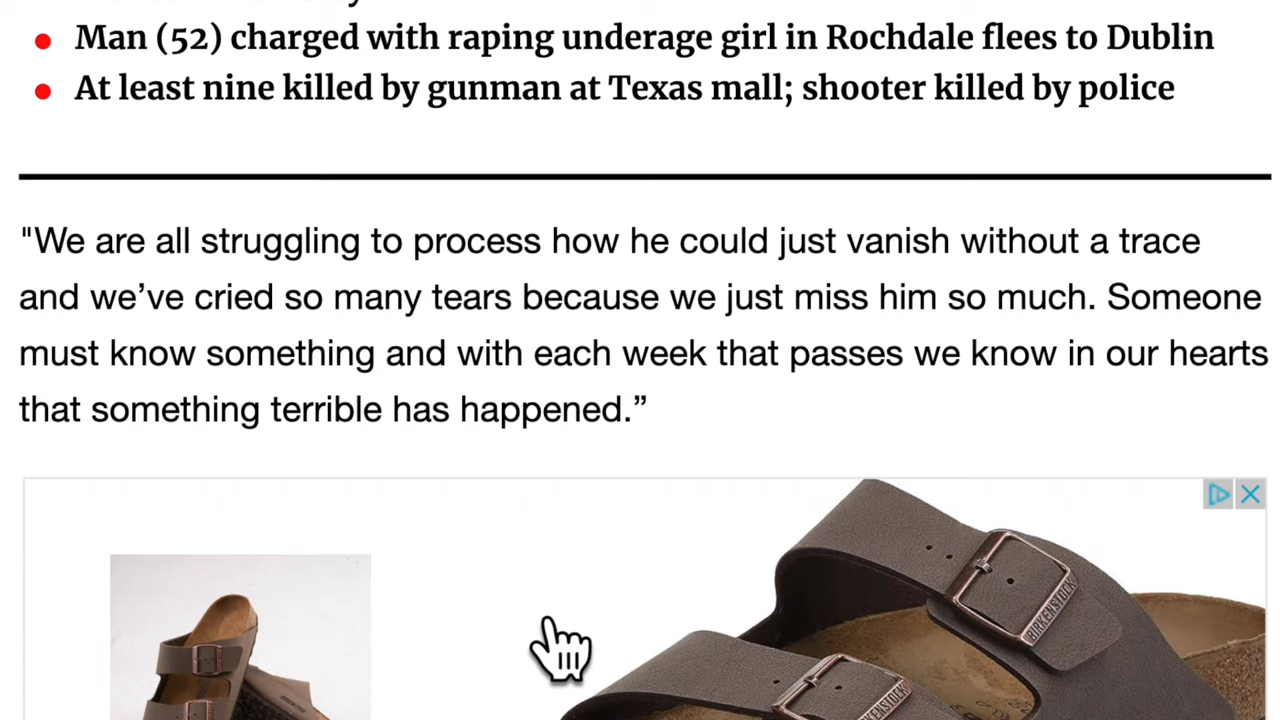 Man (52) charged with raping underage girl in Rochdale flees to Dublin
At least nine killed by gunman at Texas mall; shooter killed by police
"We are all struggling to process how he could just vanish without a trace
and we’ve cried so many tears because we just miss him so much. Someone
must know something and with each week that passes we know in our hearts
that something terrible has happened.”
BIRKENSTOCK
BIRKENSTOCK